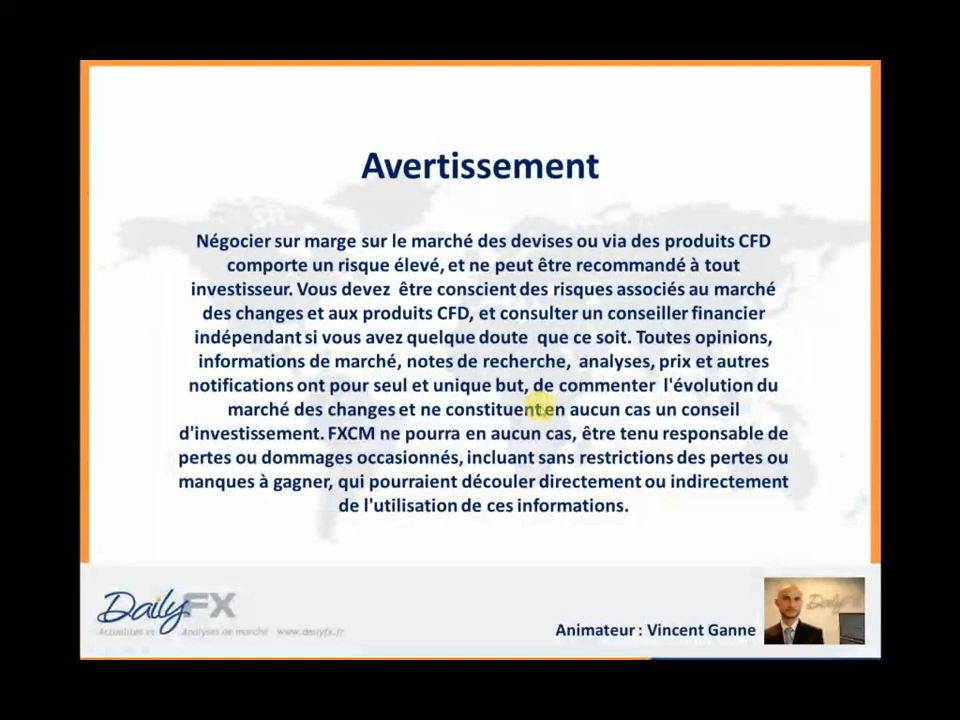 Avertissement
Négocier sur marge sur le marché des devises ou via des produits CFD
comporte un risque élevé, et ne peut être recommandé à tout
investisseur. Vous devez être conscient des risques associés au marché
des changes et aux produits CFD, et consulter un conseiller financier
indépendant si vous avez quelque doute que ce soit. Toutes opinions,
informations de marché, notes de recherche, analyses, prix et autres
notifications ont pour seul et unique but, de commenter l'évolution du
marché des changes et ne constituent en aucun cas un conseil
d'investissement. FXCM ne pourra en aucun cas, être tenu responsable de
pertes ou dommages occasionnés, incluant sans restrictions des pertes ou
manques à gagner, qui pourraient découler directement ou indirectement
de l'utilisation de ces informations.
DailyFX
Actualités et Analyses de marché www.dailyfx.fr
Animateur : Vincent Ganne
DailyFX